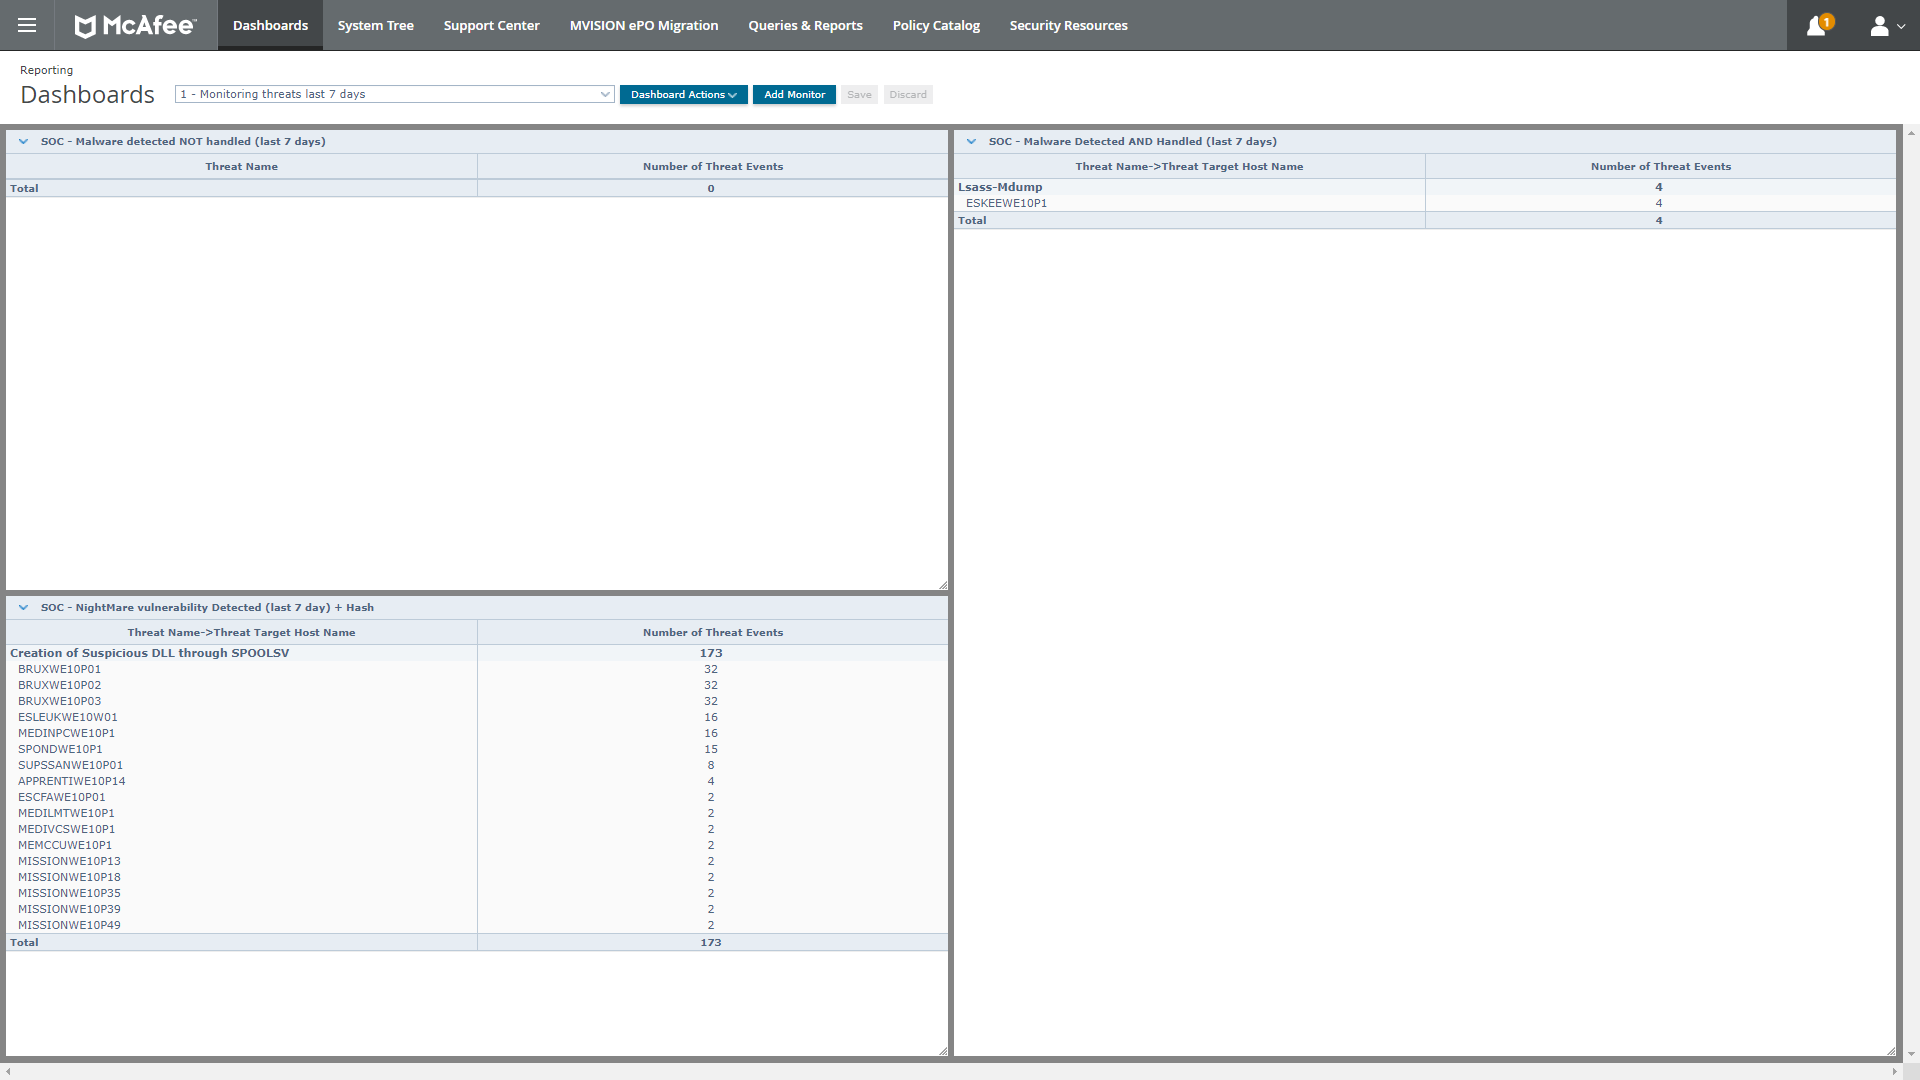 McAfee™
Dashboards
System Tree
Support Center
MVISION ePO Migration
Queries & Reports
Policy Catalog
Security Resources
1
Reporting
Dashboards
1 - Monitoring threats last 7 days
Dashboard Actions
Add Monitor
Save
Discard
SOC - Malware detected NOT handled (last 7 days)
Threat Name Number of Threat Events
Total 0
SOC - Malware Detected AND Handled (last 7 days)
Threat Name->Threat Target Host Name Number of Threat Events
Lsass-Mdump 4
ESKEEWE10P1 4
Total 4
SOC - NightMare vulnerability Detected (last 7 day) + Hash
Threat Name->Threat Target Host Name Number of Threat Events
Creation of Suspicious DLL through SPOOLSV 173
BRUXWE10P01 32
BRUXWE10P02 32
BRUXWE10P03 32
ESLEUKWE10W01 16
MEDINPCWE10P1 16
SPONDWE10P1 15
SUPSSANWE10P01 8
APPRENTIWE10P14 4
ESCFAWE10P01 2
MEDILMTWE10P1 2
MEDIVCSWE10P1 2
MEMCCUWE10P1 2
MISSIONWE10P13 2
MISSIONWE10P18 2
MISSIONWE10P35 2
MISSIONWE10P39 2
MISSIONWE10P49 2
Total 173